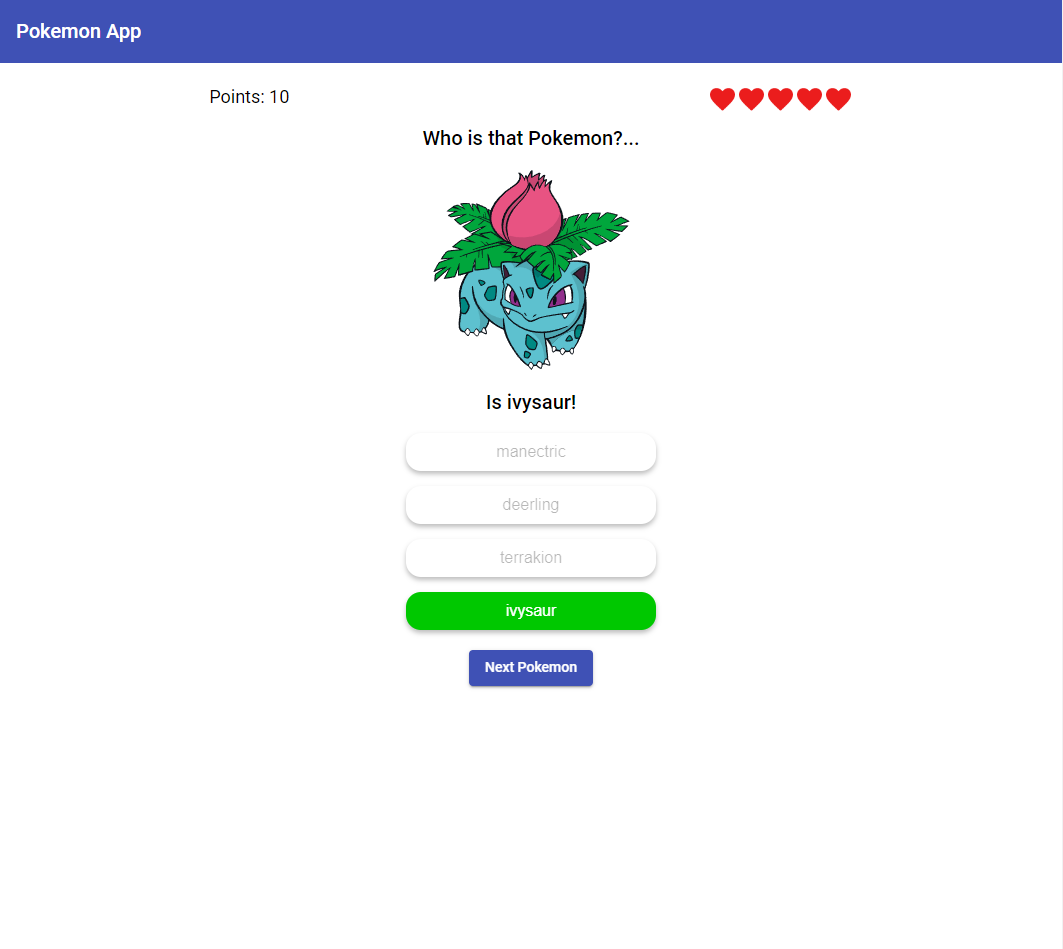 Pokemon App
Points: 10
Who is that Pokemon?...
Is ivysaur!
manectric
deerling
terrakion
ivysaur
Next Pokemon